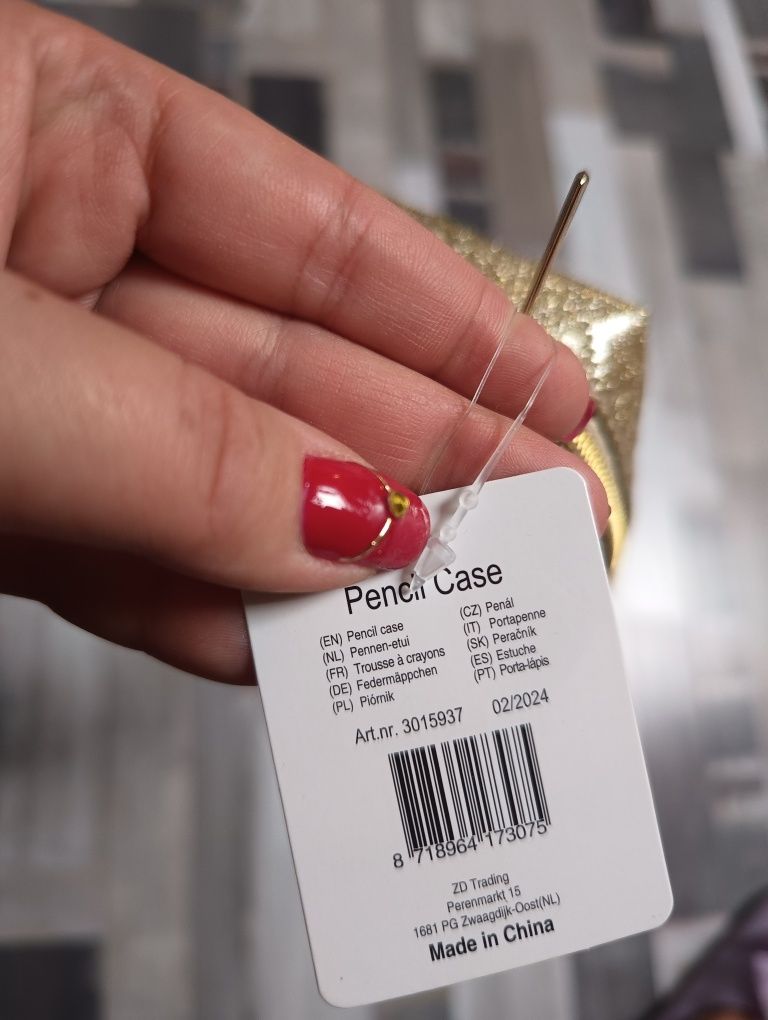 Pencil Case
(EN) Pencil case
(NL) Pennen-etui
(FR) Trousse à crayons
(DE) Federmäppchen
(PL) Piórnik
(CZ) Penál
(IT) Portapenne
(SK) Peračník
(ES) Estuche
(PT) Porta-lápis
Art.nr. 3015937 02/2024
8 718964 173075
ZD Trading
Perenmarkt 15
1681 PG Zwaagdijk-Oost(NL)
Made in China